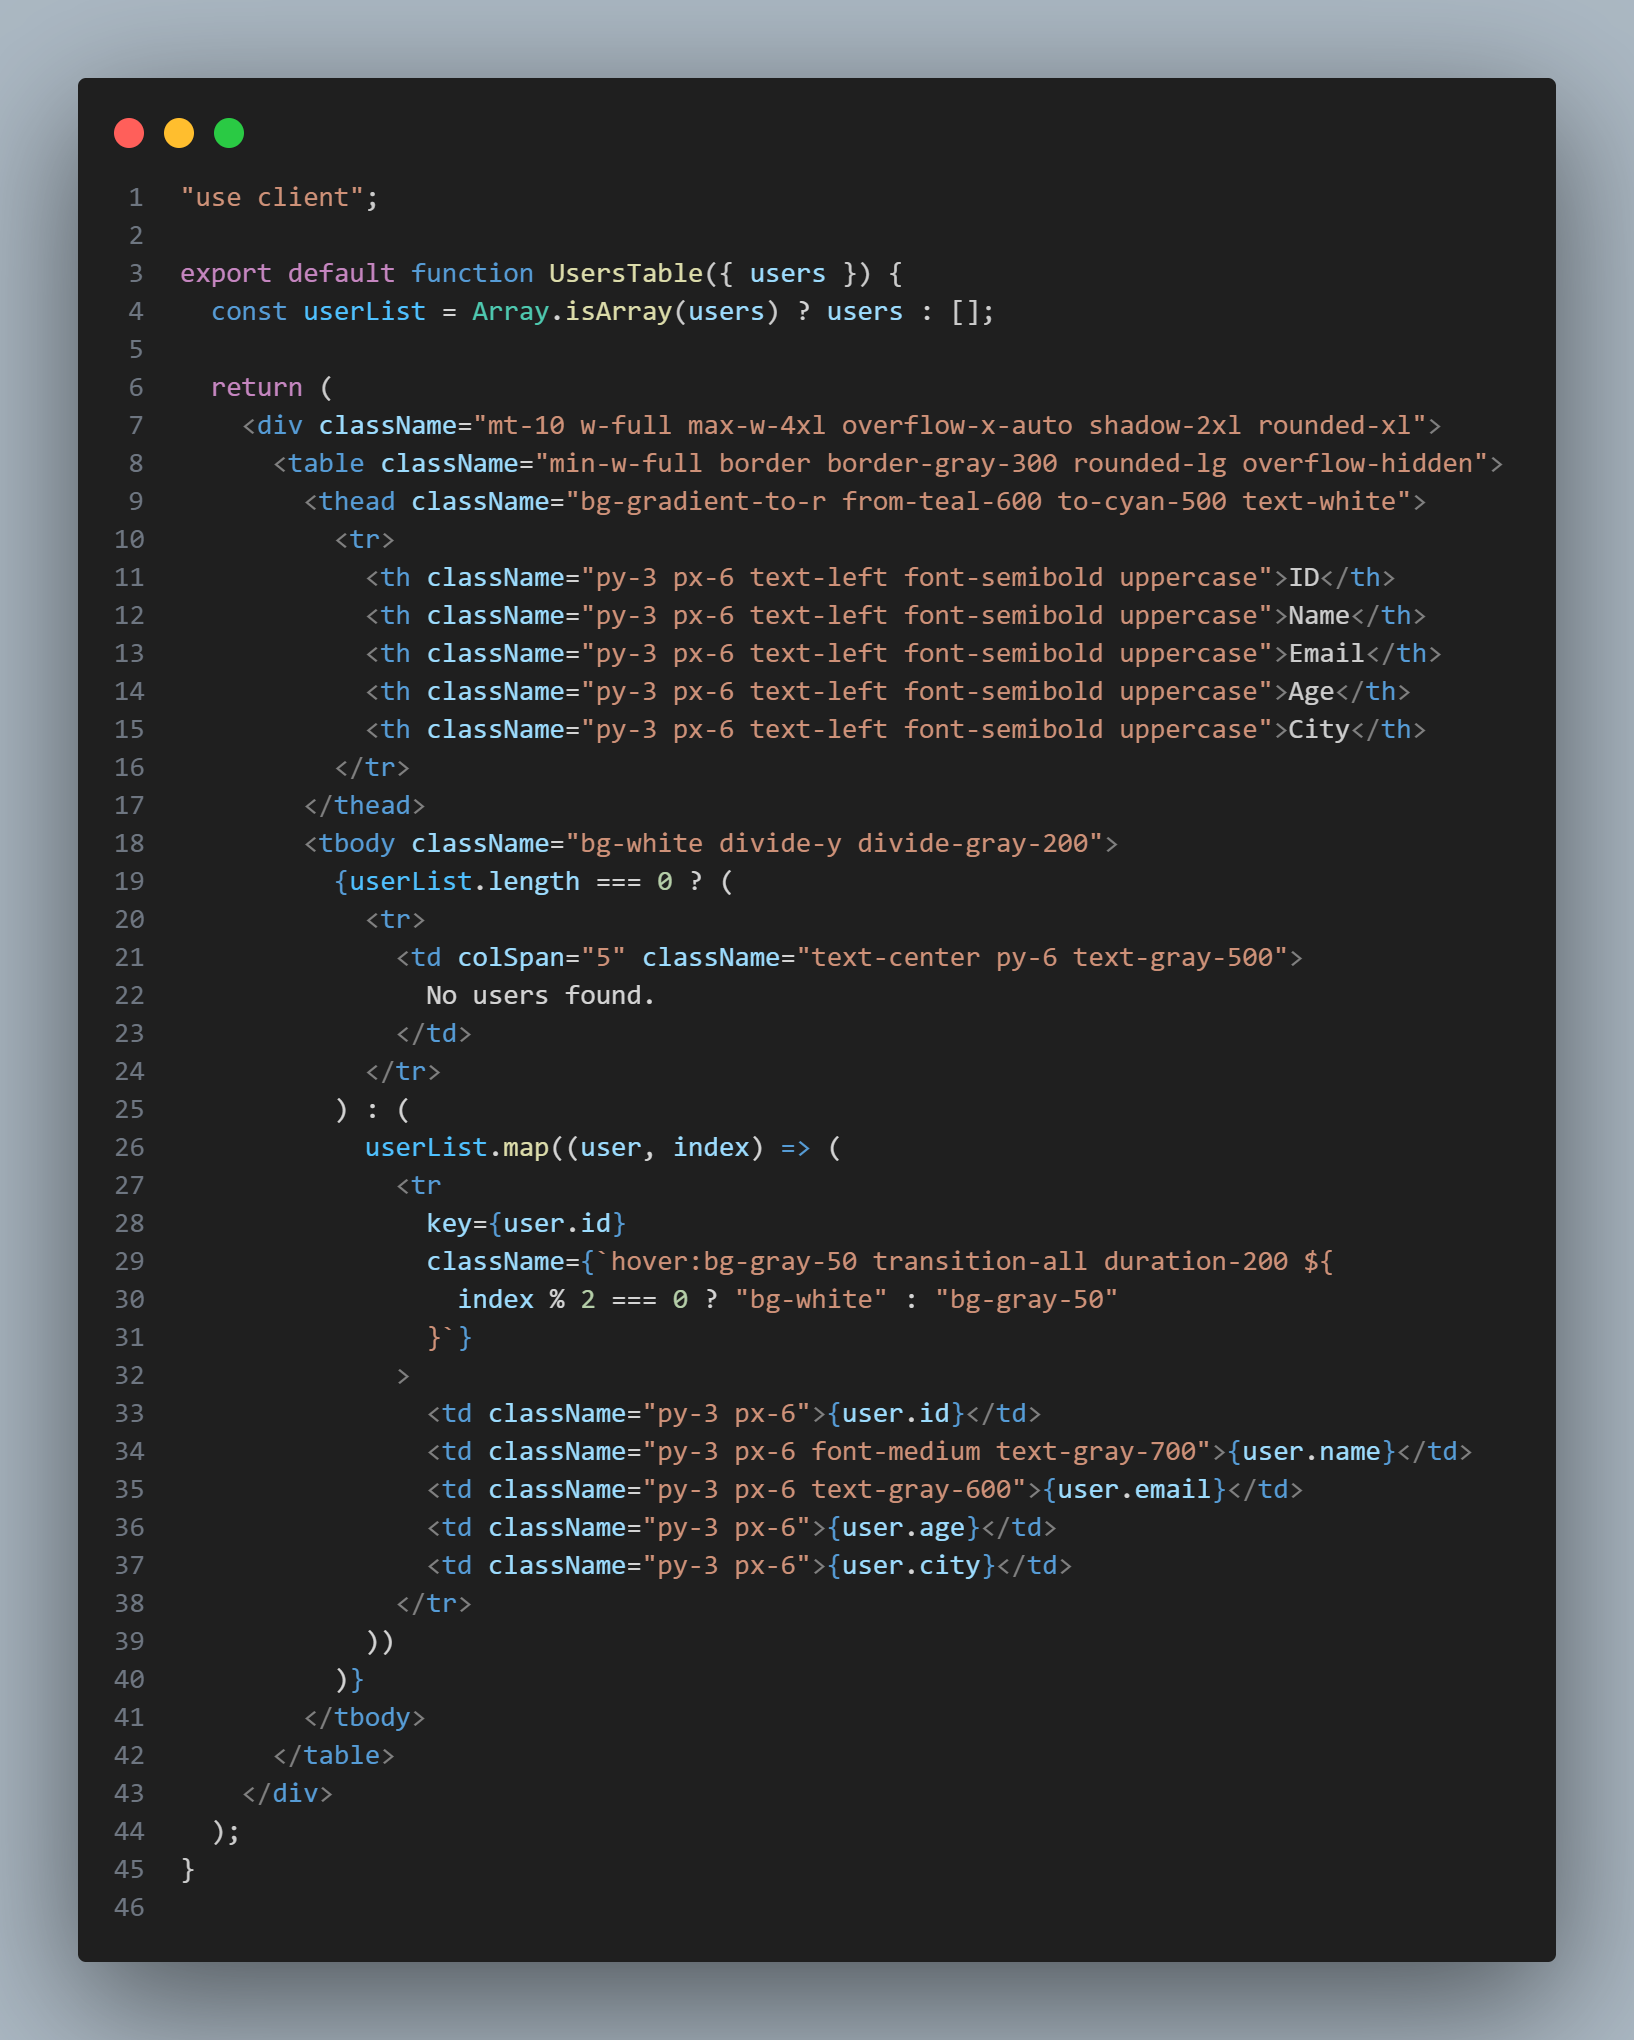 1 "use client";
2
3 export default function UsersTable({ users }) {
4   const userList = Array.isArray(users) ? users : [];
5
6   return (
7     <div className="mt-10 w-full max-w-4xl overflow-x-auto shadow-2xl rounded-xl">
8       <table className="min-w-full border border-gray-300 rounded-lg overflow-hidden">
9         <thead className="bg-gradient-to-r from-teal-600 to-cyan-500 text-white">
10           <tr>
11             <th className="py-3 px-6 text-left font-semibold uppercase">ID</th>
12             <th className="py-3 px-6 text-left font-semibold uppercase">Name</th>
13             <th className="py-3 px-6 text-left font-semibold uppercase">Email</th>
14             <th className="py-3 px-6 text-left font-semibold uppercase">Age</th>
15             <th className="py-3 px-6 text-left font-semibold uppercase">City</th>
16           </tr>
17         </thead>
18         <tbody className="bg-white divide-y divide-gray-200">
19           {userList.length === 0 ? (
20             <tr>
21               <td colSpan="5" className="text-center py-6 text-gray-500">
22                 No users found.
23               </td>
24             </tr>
25           ) : (
26             userList.map((user, index) => (
27               <tr
28                 key={user.id}
29                 className={`hover:bg-gray-50 transition-all duration-200 ${
30                   index % 2 === 0 ? "bg-white" : "bg-gray-50"
31                 }`}
32               >
33                 <td className="py-3 px-6">{user.id}</td>
34                 <td className="py-3 px-6 font-medium text-gray-700">{user.name}</td>
35                 <td className="py-3 px-6 text-gray-600">{user.email}</td>
36                 <td className="py-3 px-6">{user.age}</td>
37                 <td className="py-3 px-6">{user.city}</td>
38               </tr>
39             ))
40           )}
41         </tbody>
42       </table>
43     </div>
44   );
45 }
46